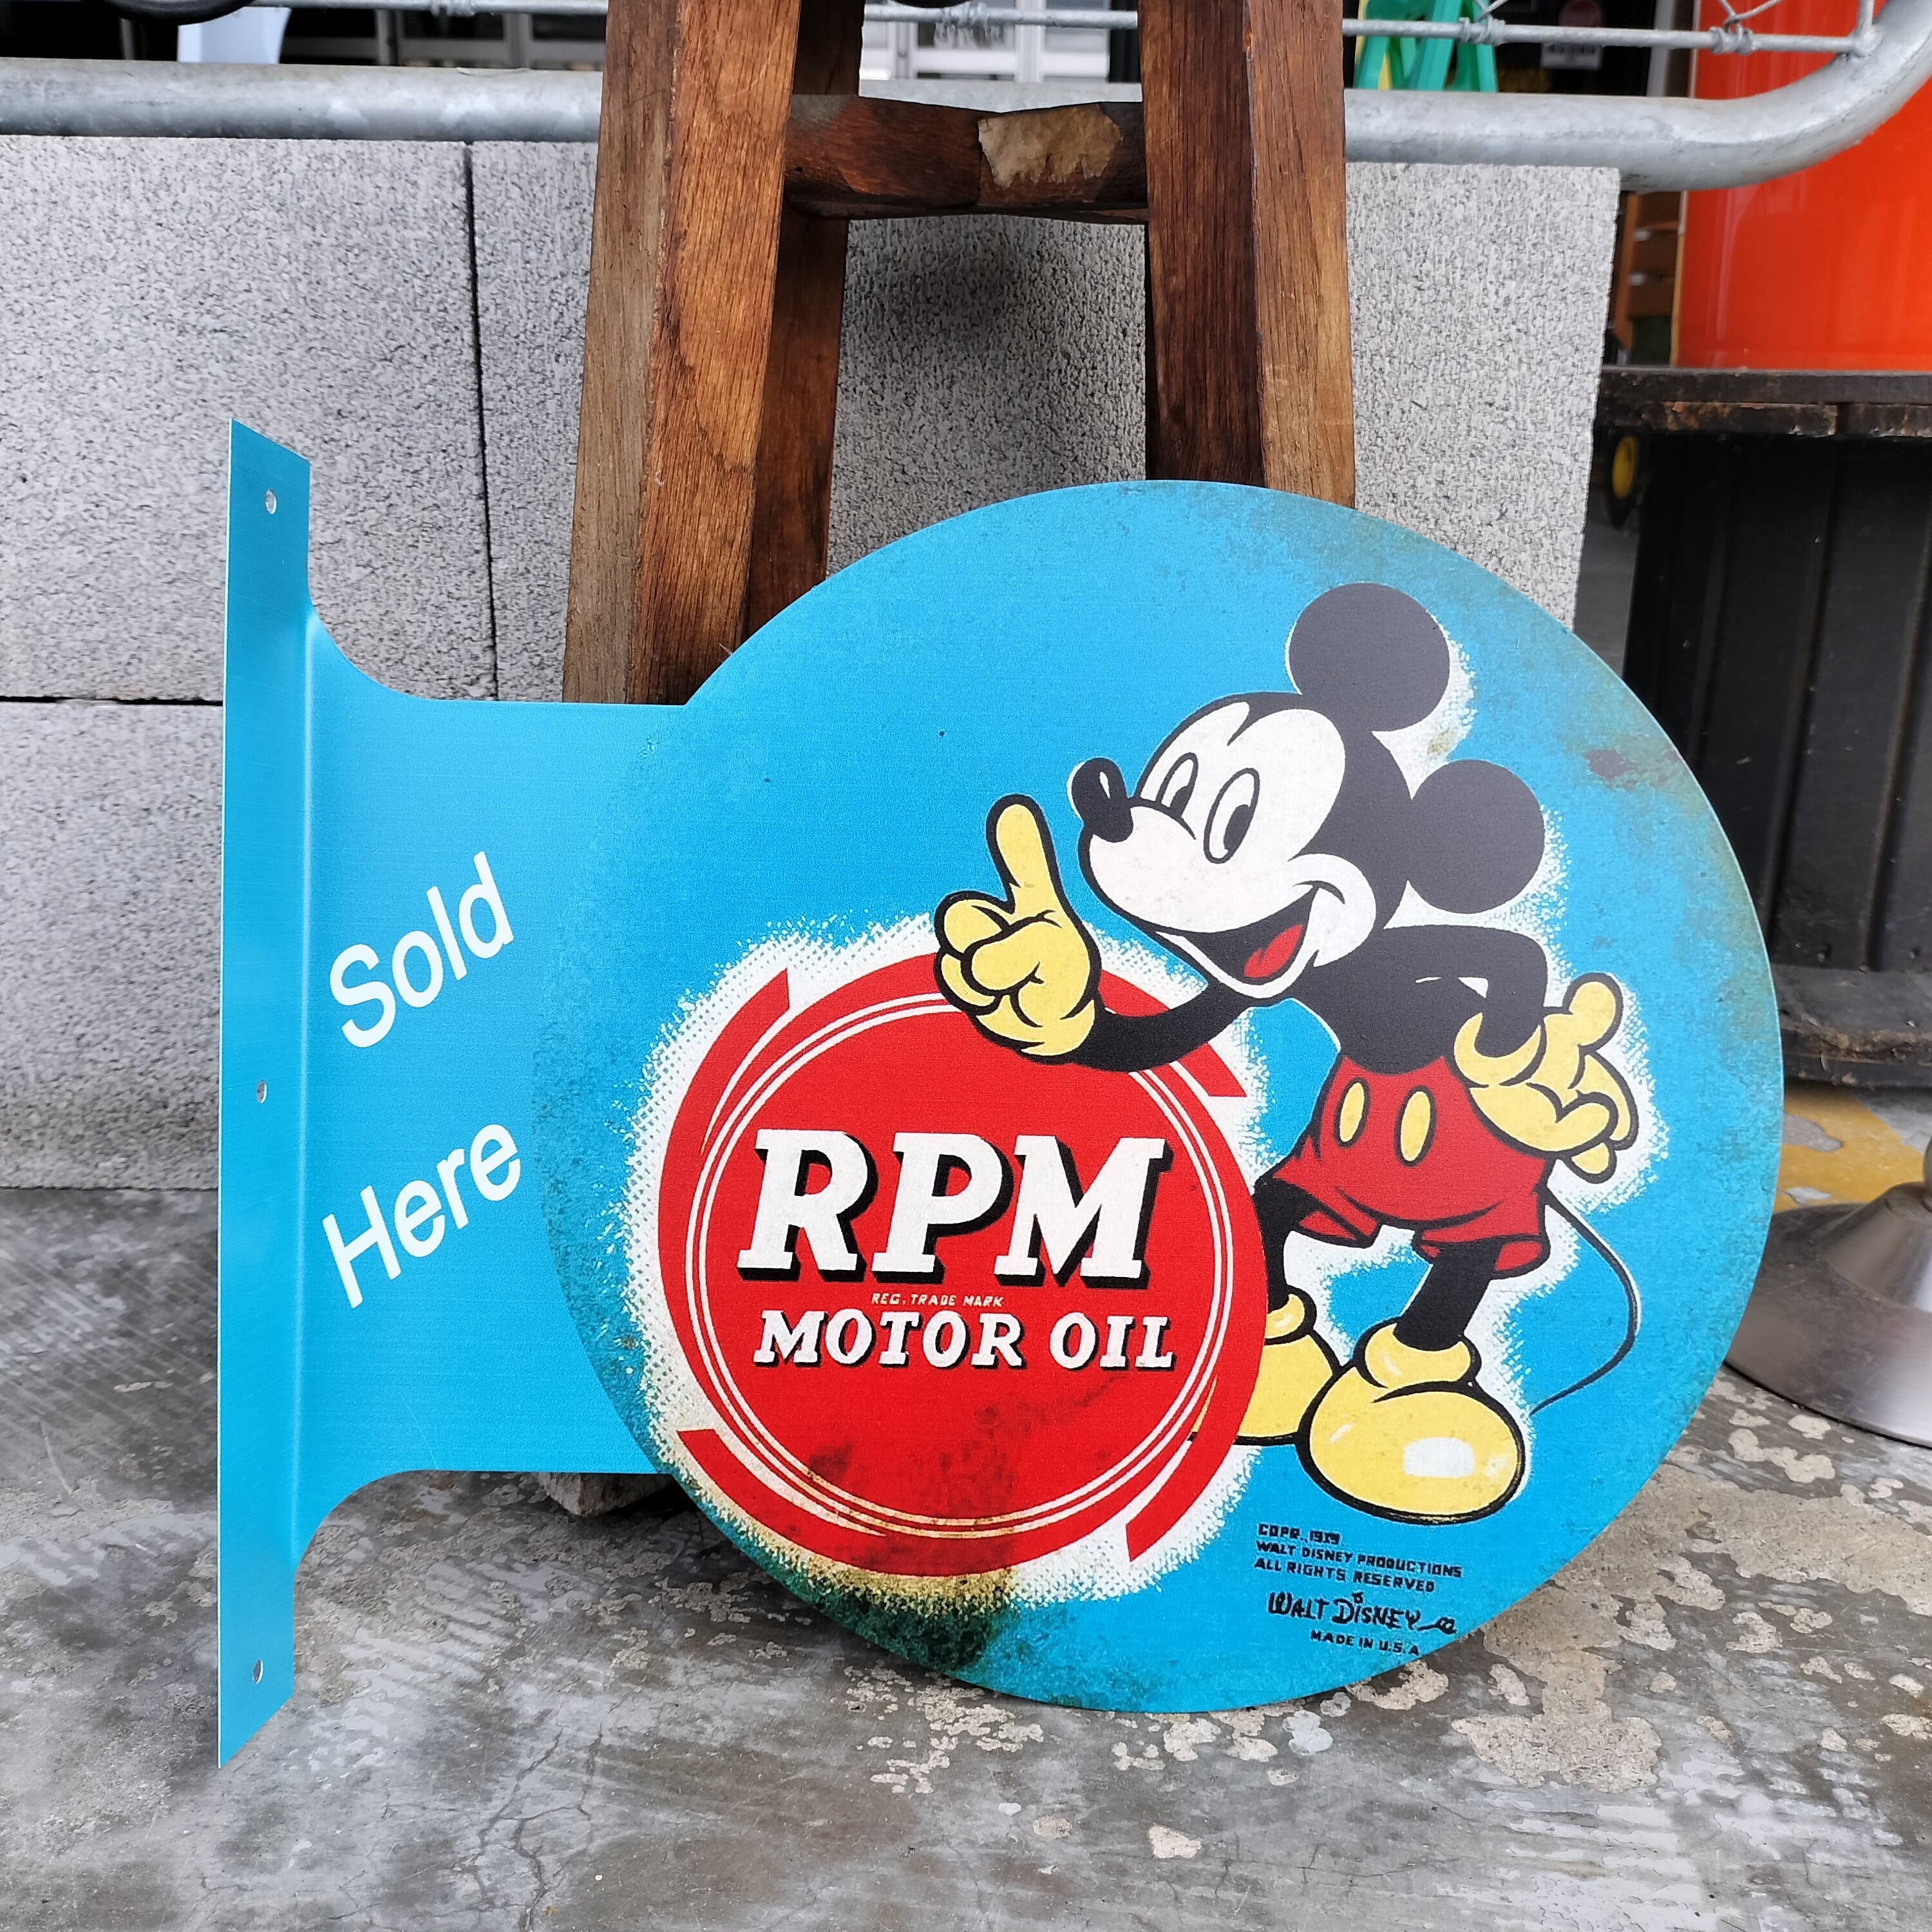 Sold
Here
RPM
REG. TRADE MARK
MOTOR OIL
COPR. 1939
WALT DISNEY PRODUCTIONS
ALL RIGHTS RESERVED
WALT DISNEY
MADE IN U.S.A